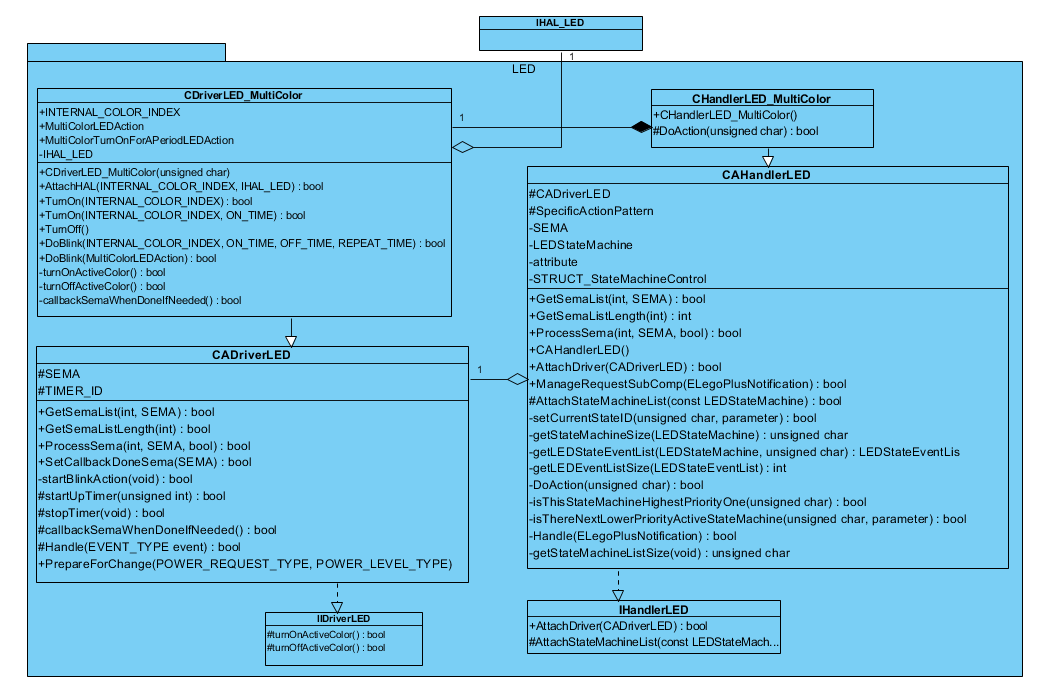 IHAL_LED
1
LED
CDriverLED_MultiColor
+INTERNAL_COLOR_INDEX
+MultiColorLEDAction
+MultiColorTurnOnForAPeriodLEDAction
-IHAL_LED
+CDriverLED_MultiColor(unsigned char)
+AttachHAL(INTERNAL_COLOR_INDEX, IHAL_LED) : bool
+TurnOn(INTERNAL_COLOR_INDEX) : bool
+TurnOn(INTERNAL_COLOR_INDEX, ON_TIME) : bool
+TurnOff()
+DoBlink(INTERNAL_COLOR_INDEX, ON_TIME, OFF_TIME, REPEAT_TIME) : bool
+DoBlink(MultiColorLEDAction) : bool
-turnOnActiveColor() : bool
-turnOffActiveColor() : bool
-callbackSemaWhenDoneIfNeeded() : bool
1
CHandlerLED_MultiColor
+CHandlerLED_MultiColor()
#DoAction(unsigned char) : bool
CAHandlerLED
#CADriverLED
#SpecificActionPattern
-SEMA
-LEDStateMachine
-attribute
-STRUCT_StateMachineControl
+GetSemaList(int, SEMA) : bool
+GetSemaListLength(int) : int
+ProcessSema(int, SEMA, bool) : bool
+CAHandlerLED()
+AttachDriver(CADriverLED) : bool
+ManageRequestSubComp(ELegoPlusNotification) : bool
#AttachStateMachineList(const LEDStateMachine) : bool
-setCurrentStateID(unsigned char, parameter) : bool
-getStateMachineSize(LEDStateMachine) : unsigned char
-getLEDStateEventList(LEDStateMachine, unsigned char) : LEDStateEventLis
-getLEDEventListSize(LEDStateEventList) : int
-DoAction(unsigned char) : bool
-isThisStateMachineHighestPriorityOne(unsigned char) : bool
-isThereNextLowerPriorityActiveStateMachine(unsigned char, parameter) : bool
-Handle(ELegoPlusNotification) : bool
-getStateMachineListSize(void) : unsigned char
CADriverLED
#SEMA
#TIMER_ID
+GetSemaList(int, SEMA) : bool
+GetSemaListLength(int) : bool
+ProcessSema(int, SEMA, bool) : bool
+SetCallbackDoneSema(SEMA) : bool
-startBlinkAction(void) : bool
#startUpTimer(unsigned int) : bool
#stopTimer(void) : bool
#callbackSemaWhenDoneIfNeeded() : bool
#Handle(EVENT_TYPE event) : bool
+PrepareForChange(POWER_REQUEST_TYPE, POWER_LEVEL_TYPE)
1
IIDriverLED
#turnOnActiveColor() : bool
#turnOffActiveColor() : bool
IHandlerLED
+AttachDriver(CADriverLED) : bool
#AttachStateMachineList(const LEDStateMach...